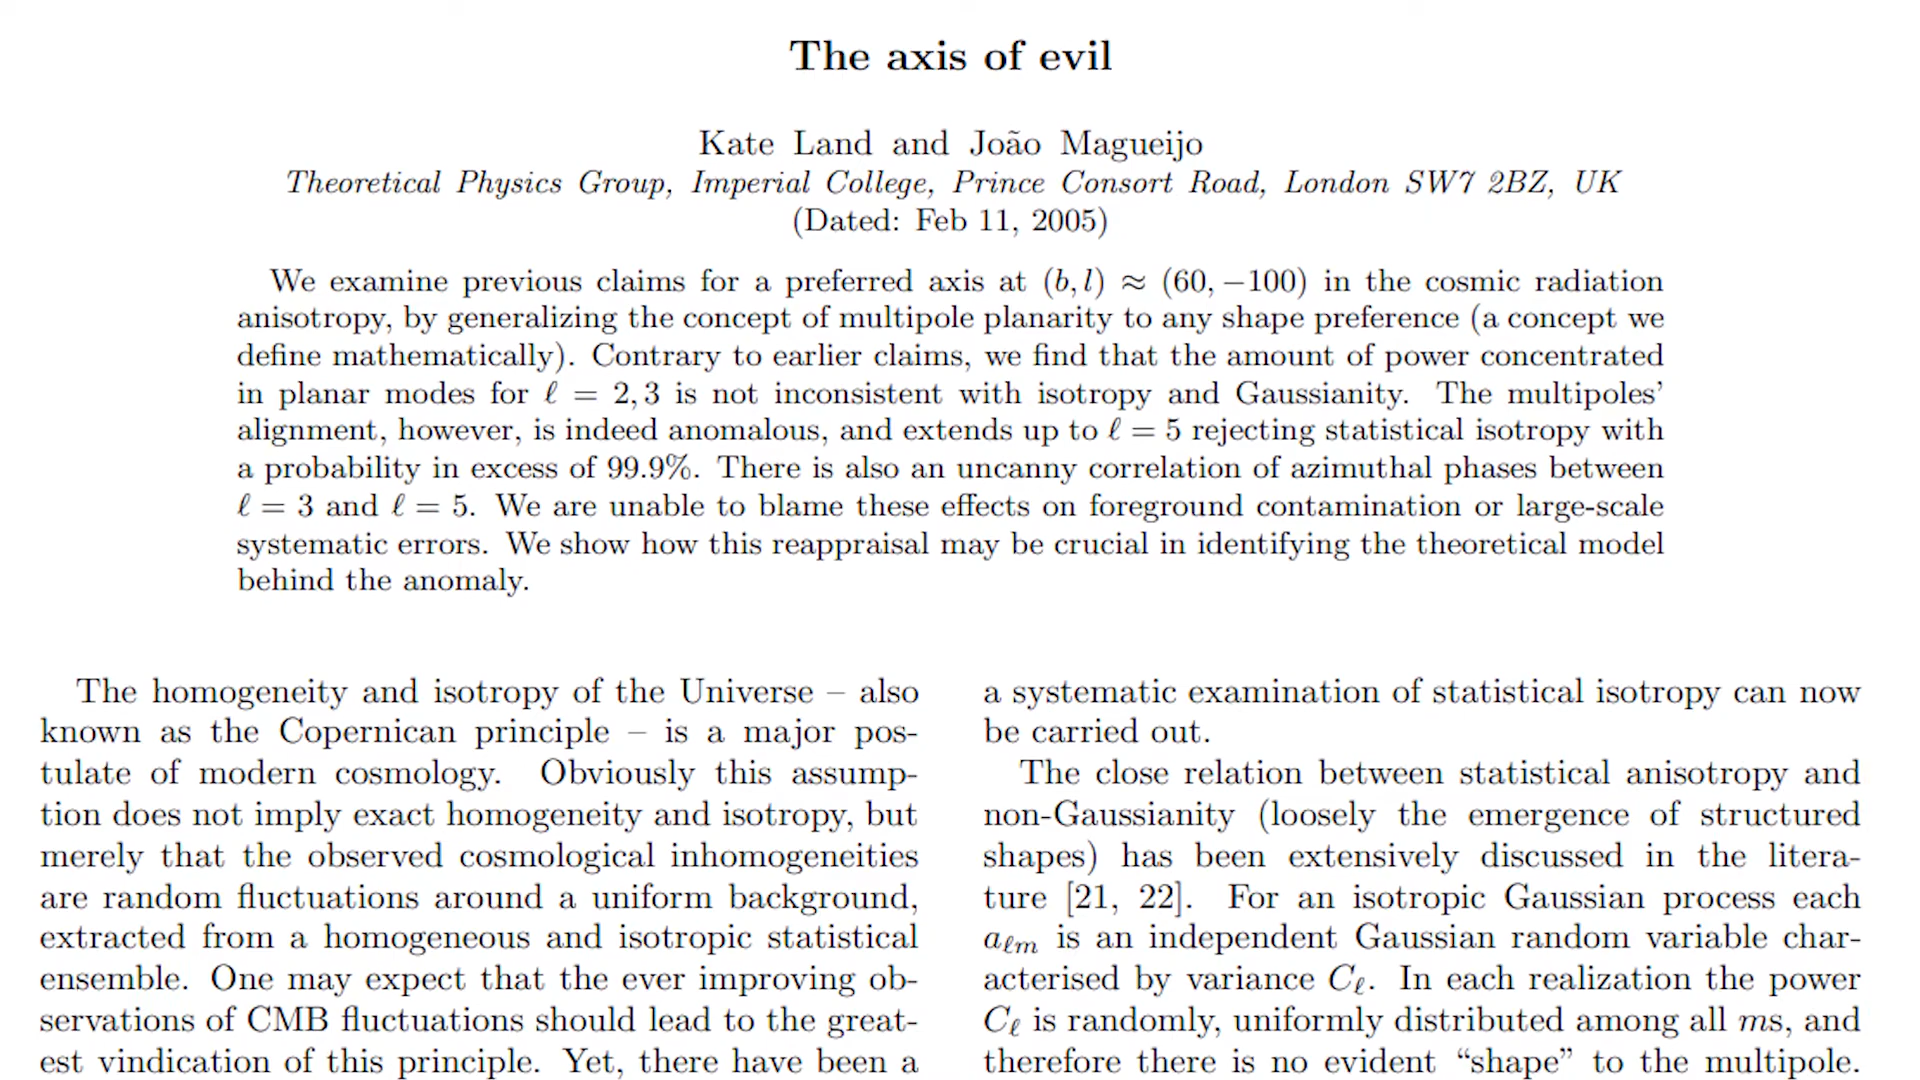 The axis of evil
Kate Land and João Magueijo
Theoretical Physics Group, Imperial College, Prince Consort Road, London SW7 2BZ, UK
(Dated: Feb 11, 2005)
We examine previous claims for a preferred axis at (b, l) ≈ (60, −100) in the cosmic radiation
anisotropy, by generalizing the concept of multipole planarity to any shape preference (a concept we
define mathematically). Contrary to earlier claims, we find that the amount of power concentrated
in planar modes for ℓ = 2, 3 is not inconsistent with isotropy and Gaussianity. The multipoles'
alignment, however, is indeed anomalous, and extends up to ℓ = 5 rejecting statistical isotropy with
a probability in excess of 99.9%. There is also an uncanny correlation of azimuthal phases between
ℓ = 3 and ℓ = 5. We are unable to blame these effects on foreground contamination or large-scale
systematic errors. We show how this reappraisal may be crucial in identifying the theoretical model
behind the anomaly.
The homogeneity and isotropy of the Universe – also
known as the Copernican principle – is a major pos-
tulate of modern cosmology. Obviously this assump-
tion does not imply exact homogeneity and isotropy, but
merely that the observed cosmological inhomogeneities
are random fluctuations around a uniform background,
extracted from a homogeneous and isotropic statistical
ensemble. One may expect that the ever improving ob-
servations of CMB fluctuations should lead to the great-
est vindication of this principle. Yet, there have been a
a systematic examination of statistical isotropy can now
be carried out.
The close relation between statistical anisotropy and
non-Gaussianity (loosely the emergence of structured
shapes) has been extensively discussed in the litera-
ture [21, 22]. For an isotropic Gaussian process each
aℓm is an independent Gaussian random variable char-
acterised by variance Cℓ. In each realization the power
Cℓ is randomly, uniformly distributed among all ms, and
therefore there is no evident “shape” to the multipole.